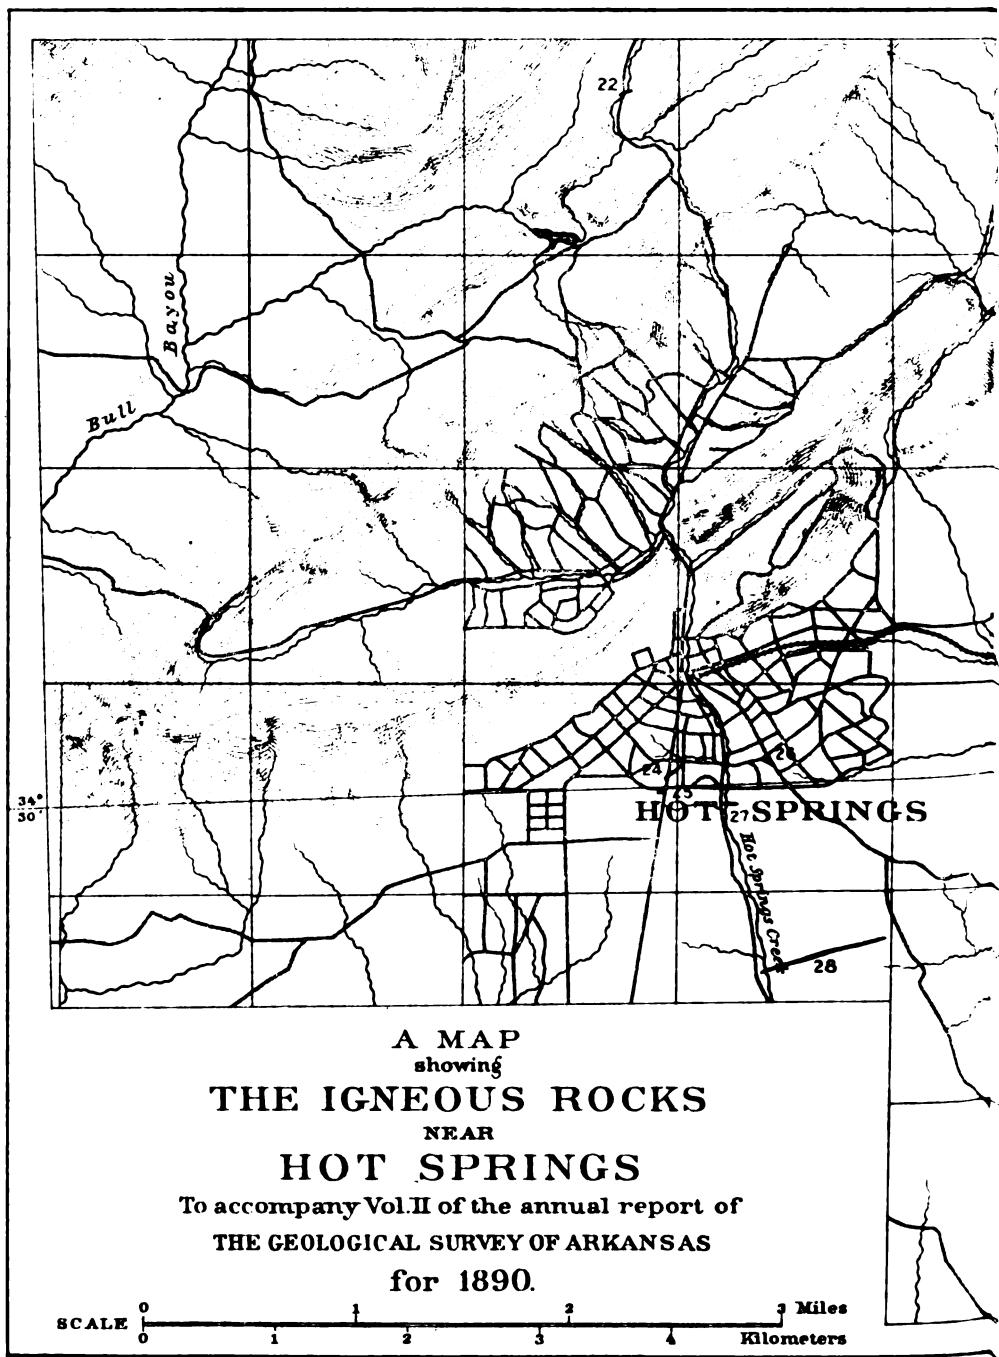 22
Bayou
Bull
24
26
25
34°
30'
HOT SPRINGS
27
Hot Springs Creek
28
A MAP
showing
THE IGNEOUS ROCKS
NEAR
HOT SPRINGS
To accompany Vol. II of the annual report of
THE GEOLOGICAL SURVEY OF ARKANSAS
for 1890.
0 1 2 3 Miles
SCALE
0 1 2 3 4 Kilometers